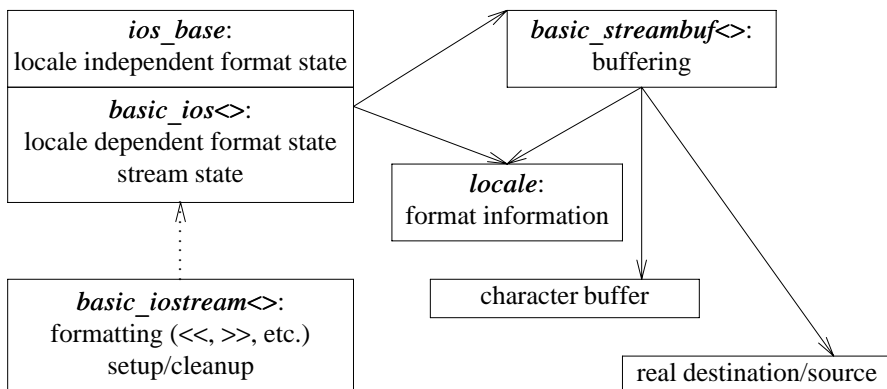 ios_base:
locale independent format state
basic_ios<>:
locale dependent format state
stream state
basic_streambuf<>:
buffering
locale:
format information
character buffer
basic_iostream<>:
formatting (<<, >>, etc.)
setup/cleanup
real destination/source